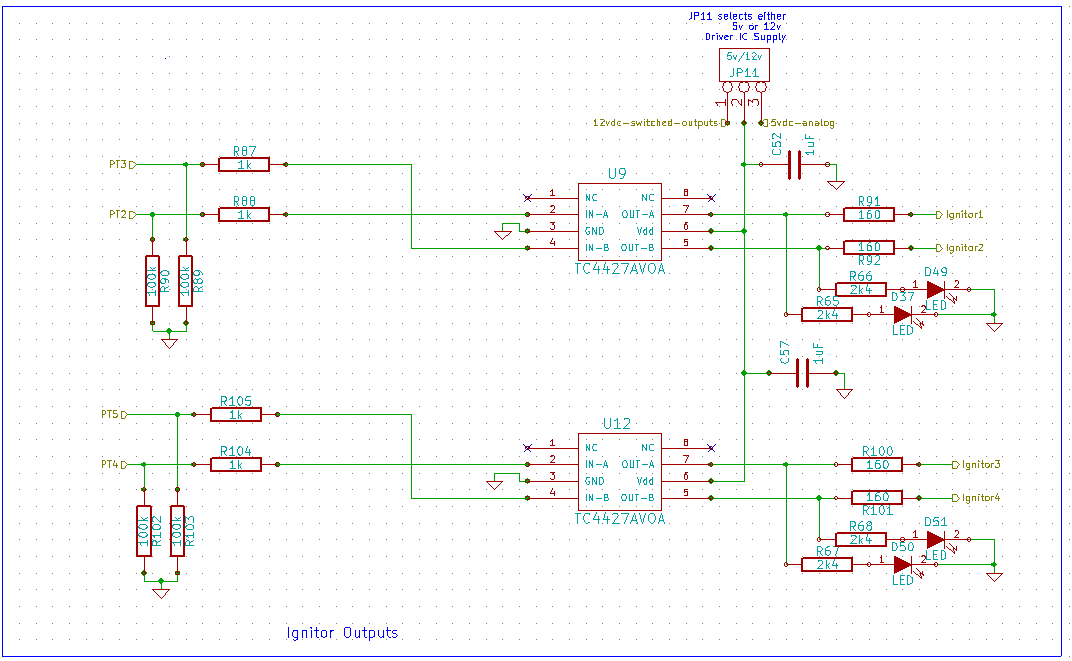 JP11 selects either
5v or 12v
Driver IC Supply
5v/12v
JP11
1
2
3
12vdc-switched-outputs
5vdc-analog
C52
1uF
PT3
R87
1k
PT2
R88
1k
100k
R90
100k
R89
U9
1
NC
NC
8
2
IN-A
OUT-A
7
3
GND
Vdd
6
4
IN-B
OUT-B
5
TC4427AVOA
R91
160
Ignitor1
160
R92
Ignitor2
R66
2k4
1
D49
2
LED
R65
2k4
1
D37
2
LED
C57
1uF
PT5
R105
1k
PT4
R104
1k
100k
R102
100k
R103
U12
1
NC
NC
8
2
IN-A
OUT-A
7
3
GND
Vdd
6
4
IN-B
OUT-B
5
TC4427AVOA
R100
160
Ignitor3
160
R101
Ignitor4
R68
2k4
1
D51
2
LED
R67
2k4
1
D50
2
LED
Ignitor Outputs